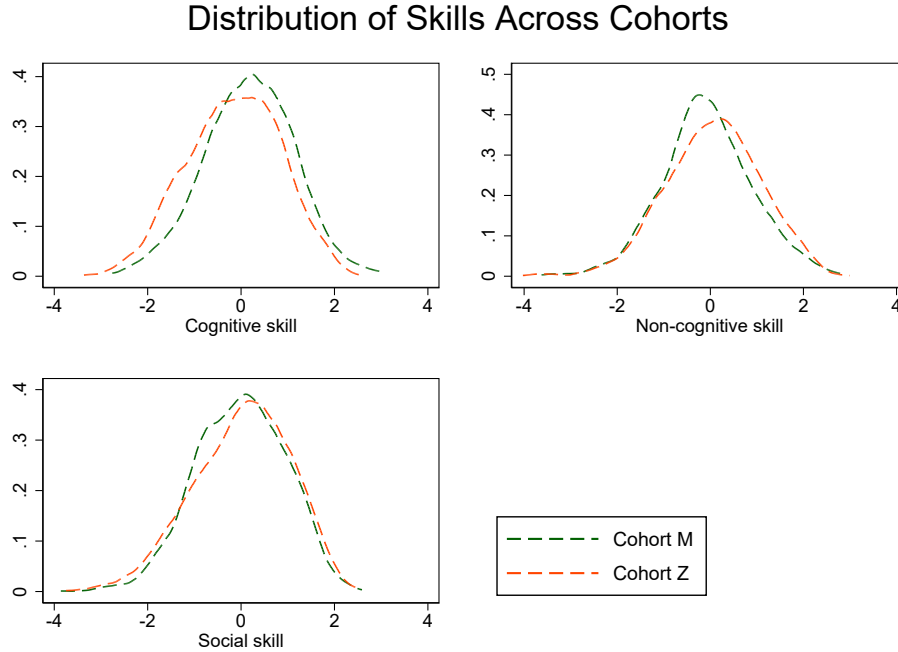 Distribution of Skills Across Cohorts
.4
.3
.2
.1
0
-4 -2 0 2 4
Cognitive skill
.5
.4
.3
.2
.1
0
-4 -2 0 2 4
Non-cognitive skill
.4
.3
.2
.1
0
-4 -2 0 2 4
Social skill
Cohort M
Cohort Z